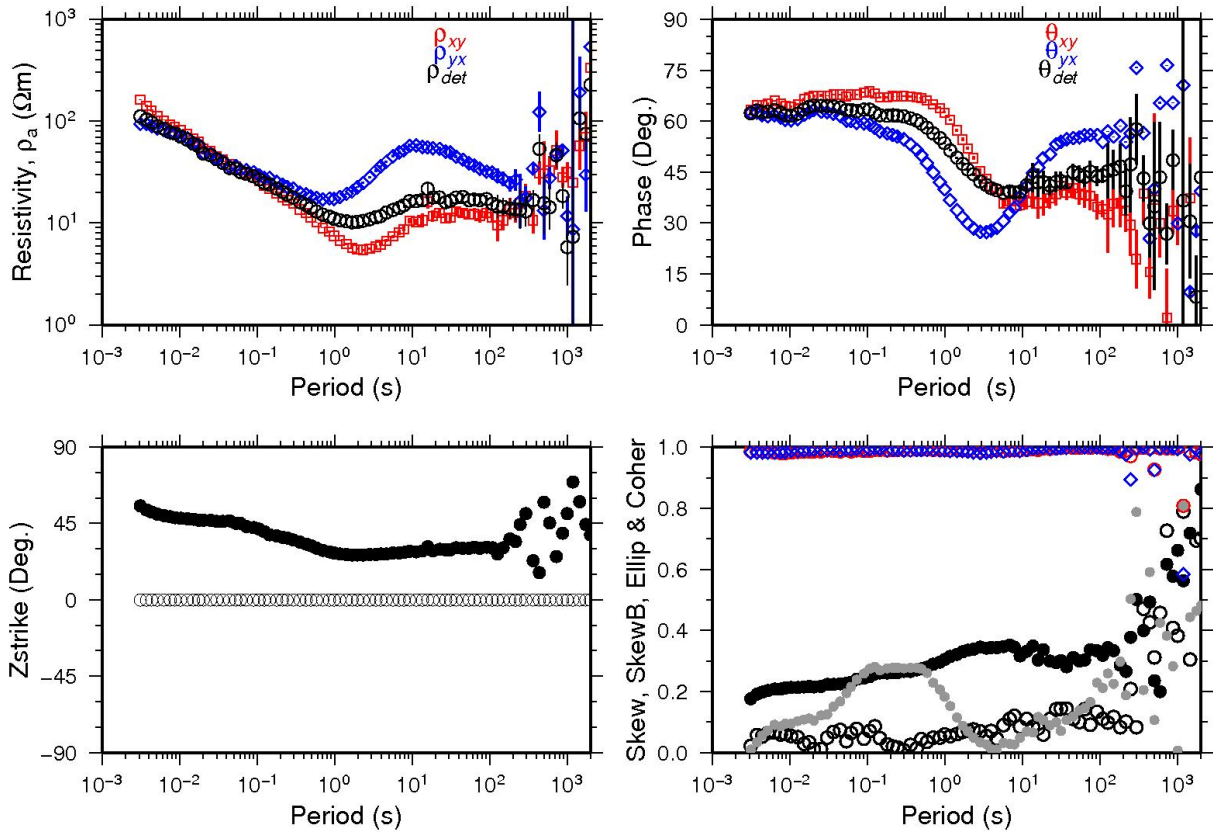 10³
10²
10¹
10⁰
Resistivity, ρₐ (Ωm)
ρxy
ρyx
ρdet
10⁻³ 10⁻² 10⁻¹ 10⁰ 10¹ 10² 10³
Period (s)
90
75
60
45
30
15
0
Phase (Deg.)
θxy
θyx
θdet
10⁻³ 10⁻² 10⁻¹ 10⁰ 10¹ 10² 10³
Period (s)
90
45
0
−45
−90
Zstrike (Deg.)
10⁻³ 10⁻² 10⁻¹ 10⁰ 10¹ 10² 10³
Period (s)
1.0
0.8
0.6
0.4
0.2
0.0
Skew, SkewB, Ellip & Coher
10⁻³ 10⁻² 10⁻¹ 10⁰ 10¹ 10² 10³
Period (s)